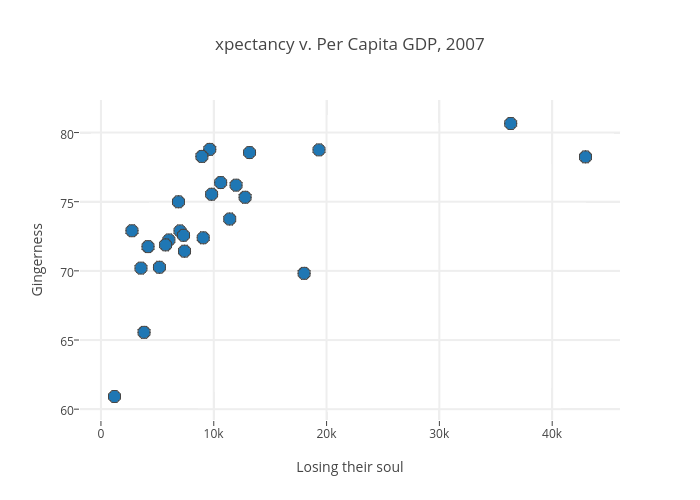 xpectancy v. Per Capita GDP, 2007
80
75
70
65
60
Gingerness
0 10k 20k 30k 40k
Losing their soul